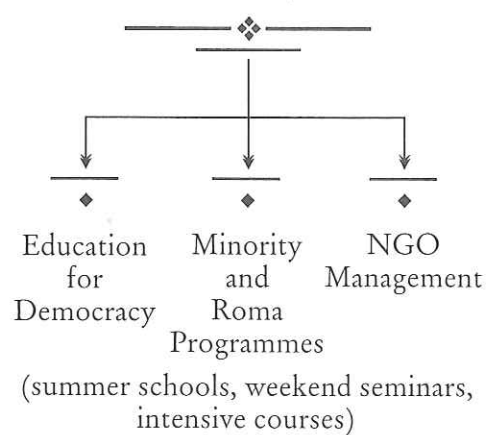 Education
for
Democracy
Minority
and
Roma
Programmes
NGO
Management
(summer schools, weekend seminars,
intensive courses)